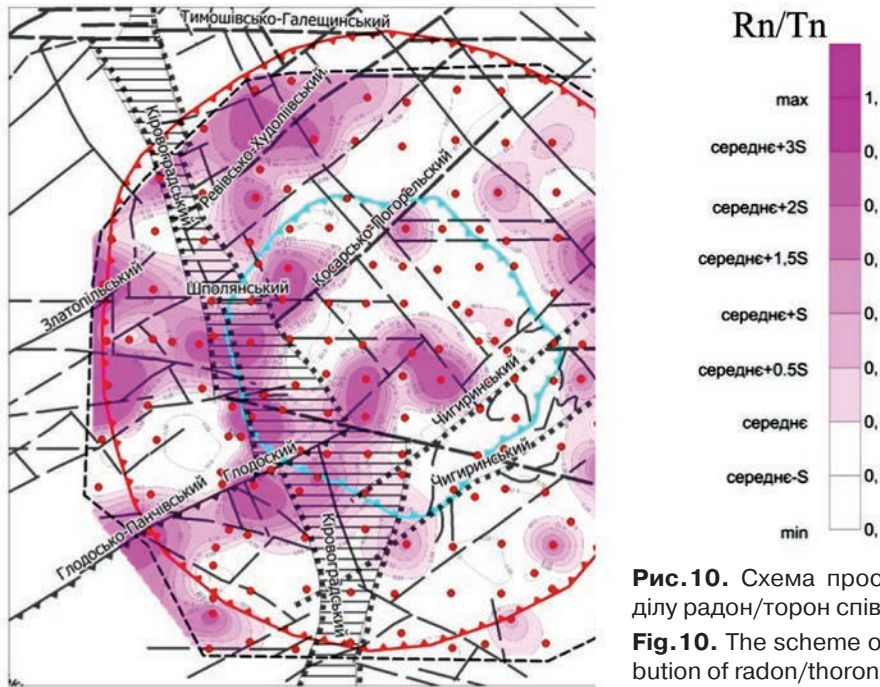 Тимошівсько-Галещинський
Кіровоградський
Ревівсько-Худоліївський
Косарсько-Погорельский
Златопільський
Шполянський
Чигиринський
Чигиринський
Глодоский
Глодосько-Панчівський
Кіровоградський
Rn/Tn
max
середнє+3S
середнє+2S
середнє+1,5S
середнє+S
середнє+0.5S
середнє
середнє-S
min
1,
0,
0,
0,
0,
0,
0,
0,
0,
Рис.10. Схема прос
ділу радон/торон спів
Fig.10. The scheme o
bution of radon/thoron